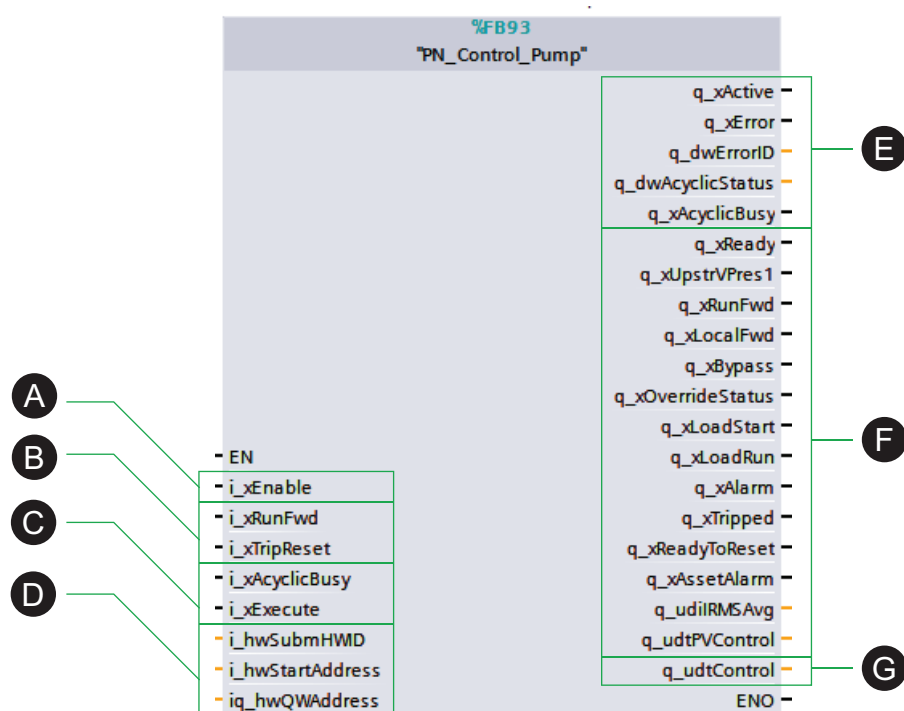 %FB93
"PN_Control_Pump"
q_xActive
q_xError
q_dwErrorID
q_dwAcyclicStatus
q_xAcyclicBusy
E
q_xReady
q_xUpstrVPres1
q_xRunFwd
q_xLocalFwd
q_xBypass
q_xOverrideStatus
q_xLoadStart
q_xLoadRun
q_xAlarm
q_xTripped
q_xReadyToReset
q_xAssetAlarm
q_udiIRMSAvg
q_udtPVControl
F
q_udtControl
G
ENO
A
B
C
D
EN
i_xEnable
i_xRunFwd
i_xTripReset
i_xAcyclicBusy
i_xExecute
i_hwSubmHWID
i_hwStartAddress
iq_hwQWAddress